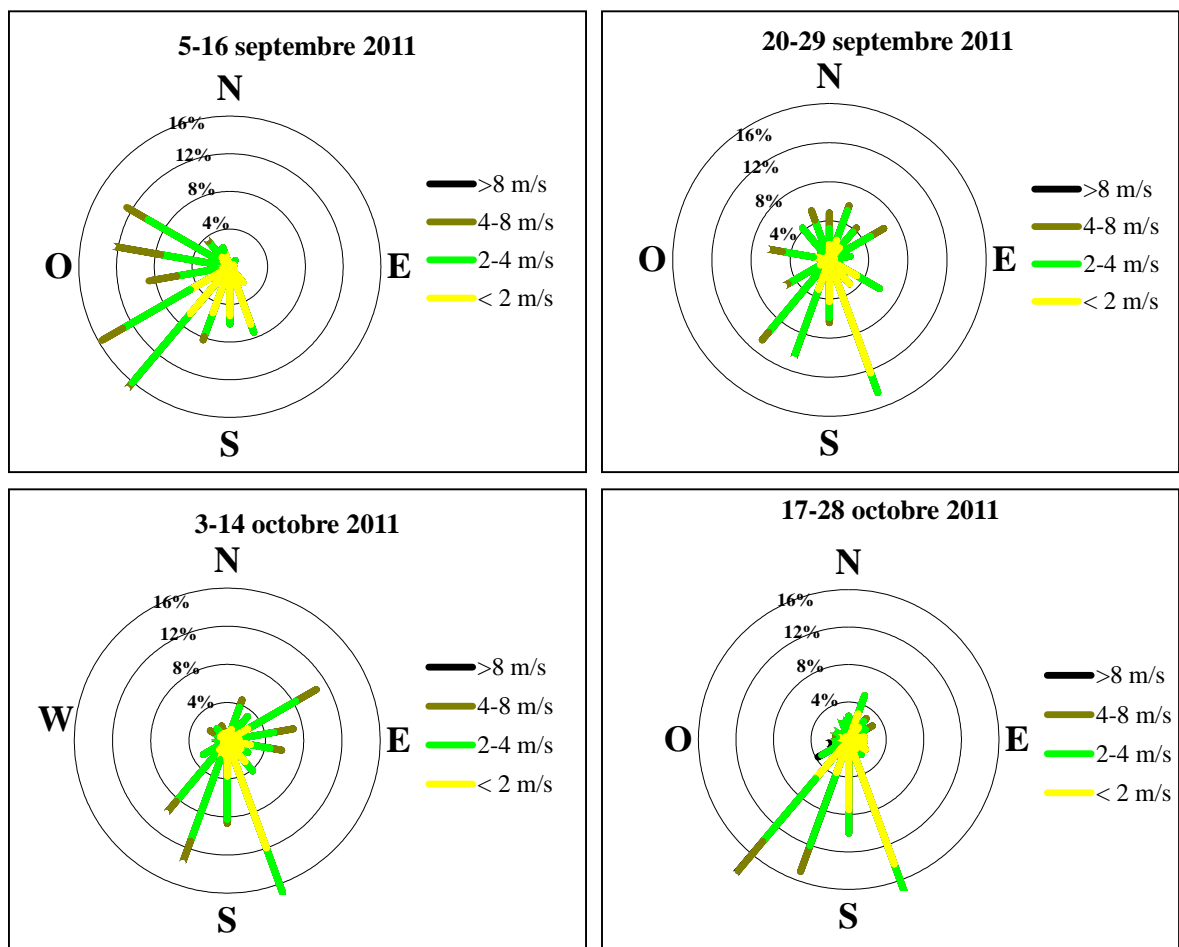 5-16 septembre 2011
N
16%
12%
8%
4%
O
E
S
>8 m/s
4-8 m/s
2-4 m/s
< 2 m/s
20-29 septembre 2011
N
16%
12%
8%
4%
O
E
S
>8 m/s
4-8 m/s
2-4 m/s
< 2 m/s
3-14 octobre 2011
N
16%
12%
8%
4%
W
E
S
>8 m/s
4-8 m/s
2-4 m/s
< 2 m/s
17-28 octobre 2011
N
16%
12%
8%
4%
O
E
S
>8 m/s
4-8 m/s
2-4 m/s
< 2 m/s